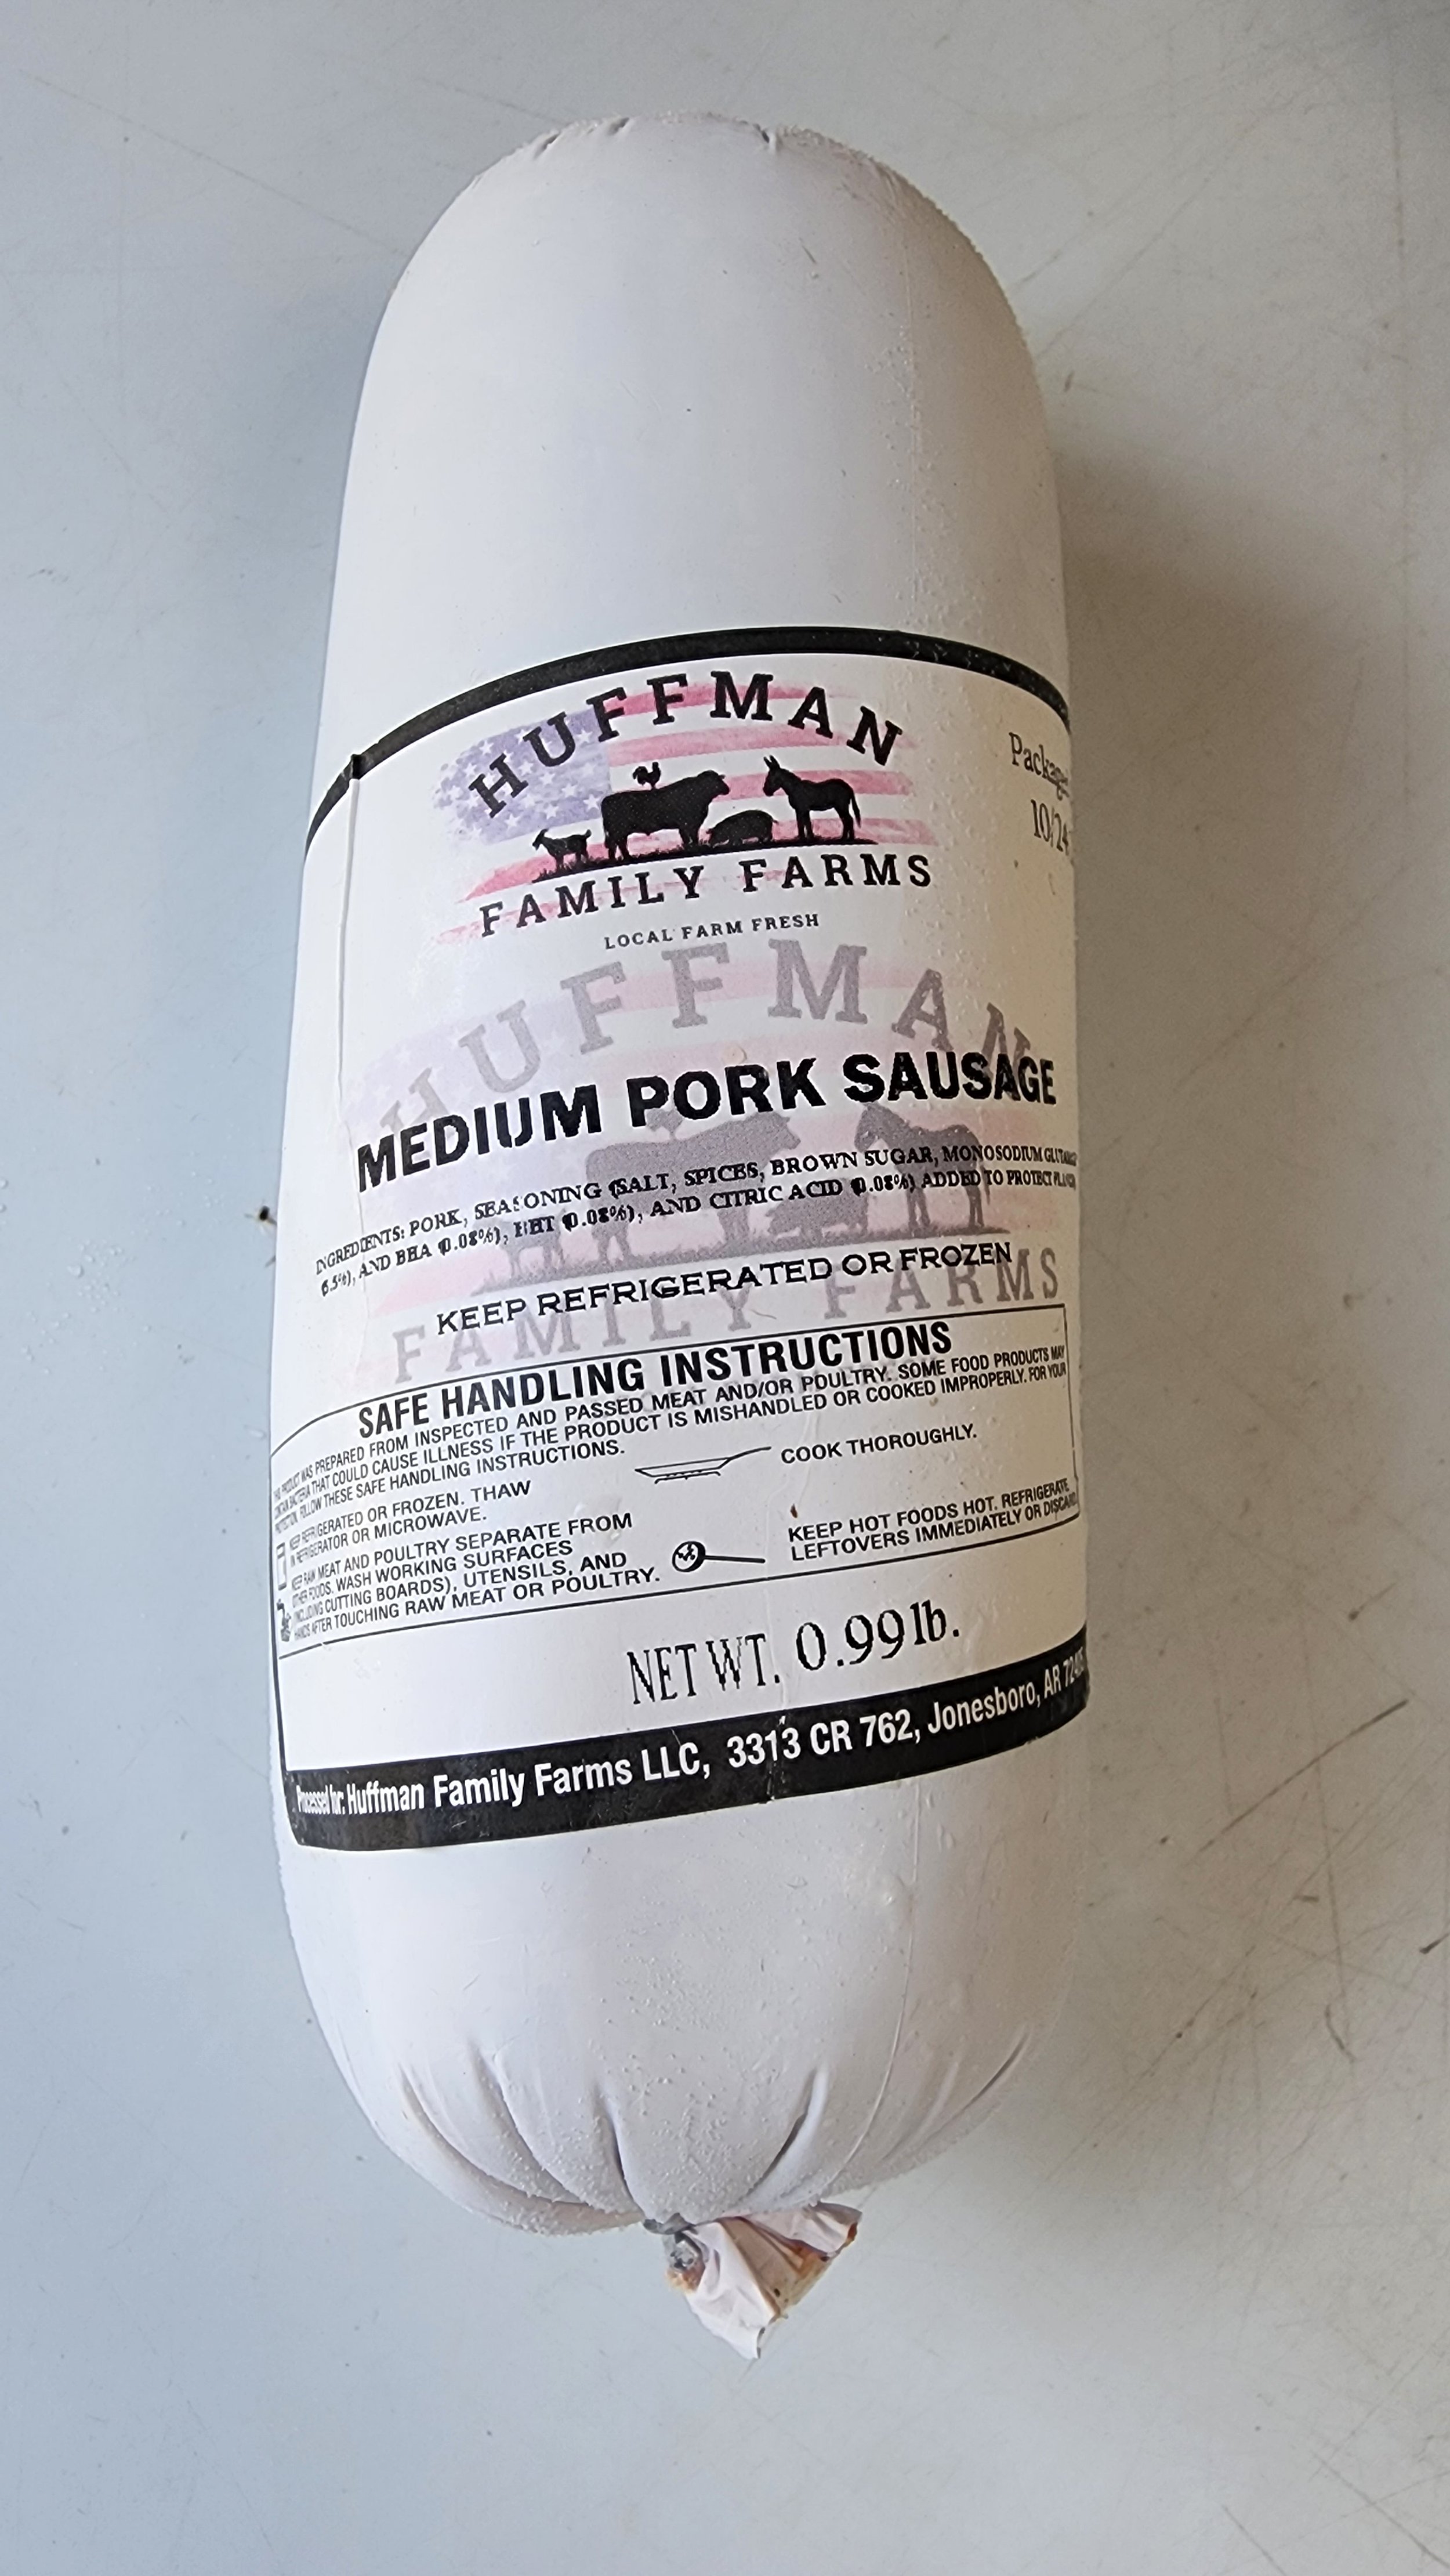 HUFFMAN
FAMILY FARMS
LOCAL FARM FRESH
10/24
HUFFMAN
FAMILY FARMS
MEDIUM PORK SAUSAGE
INGREDIENTS: PORK, SEASONING (SALT, SPICES, BROWN SUGAR, MONOSODIUM
AND BHA (0.08%), BHT (0.08%), AND CITRIC ACID (0.08%) ADDED TO PROTECT
KEEP REFRIGERATED OR FROZEN
SAFE HANDLING INSTRUCTIONS
THIS PRODUCT WAS PREPARED FROM INSPECTED AND PASSED MEAT AND/OR POULTRY. SOME FOOD PRODUCTS MAY
CONTAIN BACTERIA THAT COULD CAUSE ILLNESS IF THE PRODUCT IS MISHANDLED OR COOKED IMPROPERLY. FOR YOUR
PROTECTION, FOLLOW THESE SAFE HANDLING INSTRUCTIONS.
KEEP REFRIGERATED OR FROZEN. THAW
IN REFRIGERATOR OR MICROWAVE.
KEEP RAW MEAT AND POULTRY SEPARATE FROM
OTHER FOODS. WASH WORKING SURFACES
(INCLUDING CUTTING BOARDS), UTENSILS, AND
HANDS AFTER TOUCHING RAW MEAT OR POULTRY.
COOK THOROUGHLY.
KEEP HOT FOODS HOT. REFRIGERATE
LEFTOVERS IMMEDIATELY OR DISCARD
NET WT. 0.99 lb.
Processed for: Huffman Family Farms LLC, 3313 CR 762, Jonesboro, AR